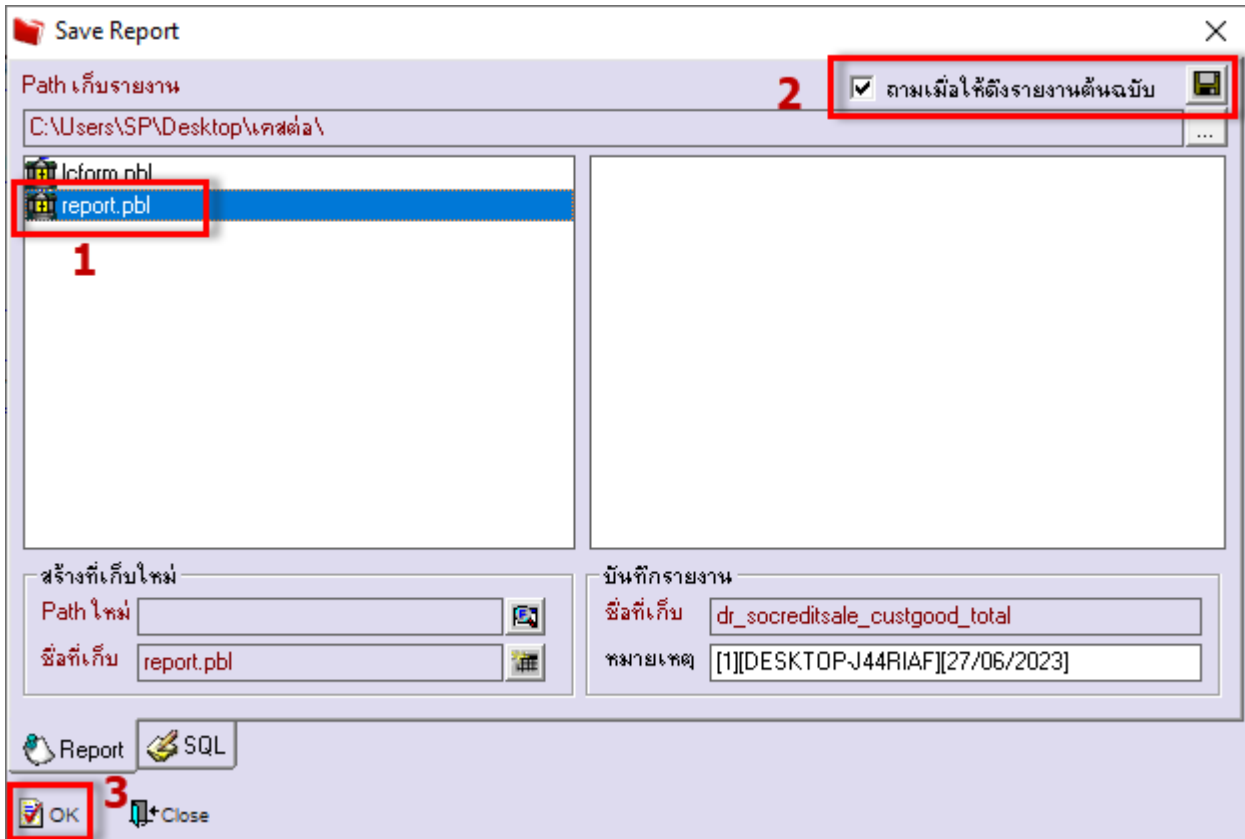 Save Report
Path เก็บรายงาน
2
ถามเมื่อให้ดึงรายงานต้นฉบับ
C:\Users\SP\Desktop\เคสต่อ\
...
lcform.pbl
report.pbl
1
สร้างที่เก็บใหม่
Path ใหม่
ชื่อที่เก็บ report.pbl
บันทึกรายงาน
ชื่อที่เก็บ dr_socreditsale_custgood_total
หมายเหตุ [1][DESKTOP-J44RIAF][27/06/2023]
Report SQL
3
OK Close